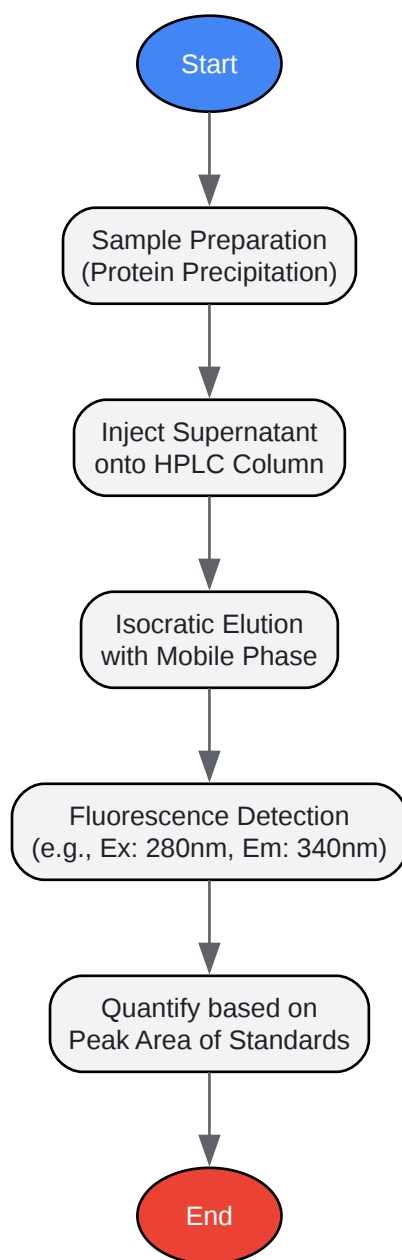 Start
Sample Preparation
(Protein Precipitation)
Inject Supernatant
onto HPLC Column
Isocratic Elution
with Mobile Phase
Fluorescence Detection
(e.g., Ex: 280nm, Em: 340nm)
Quantify based on
Peak Area of Standards
End